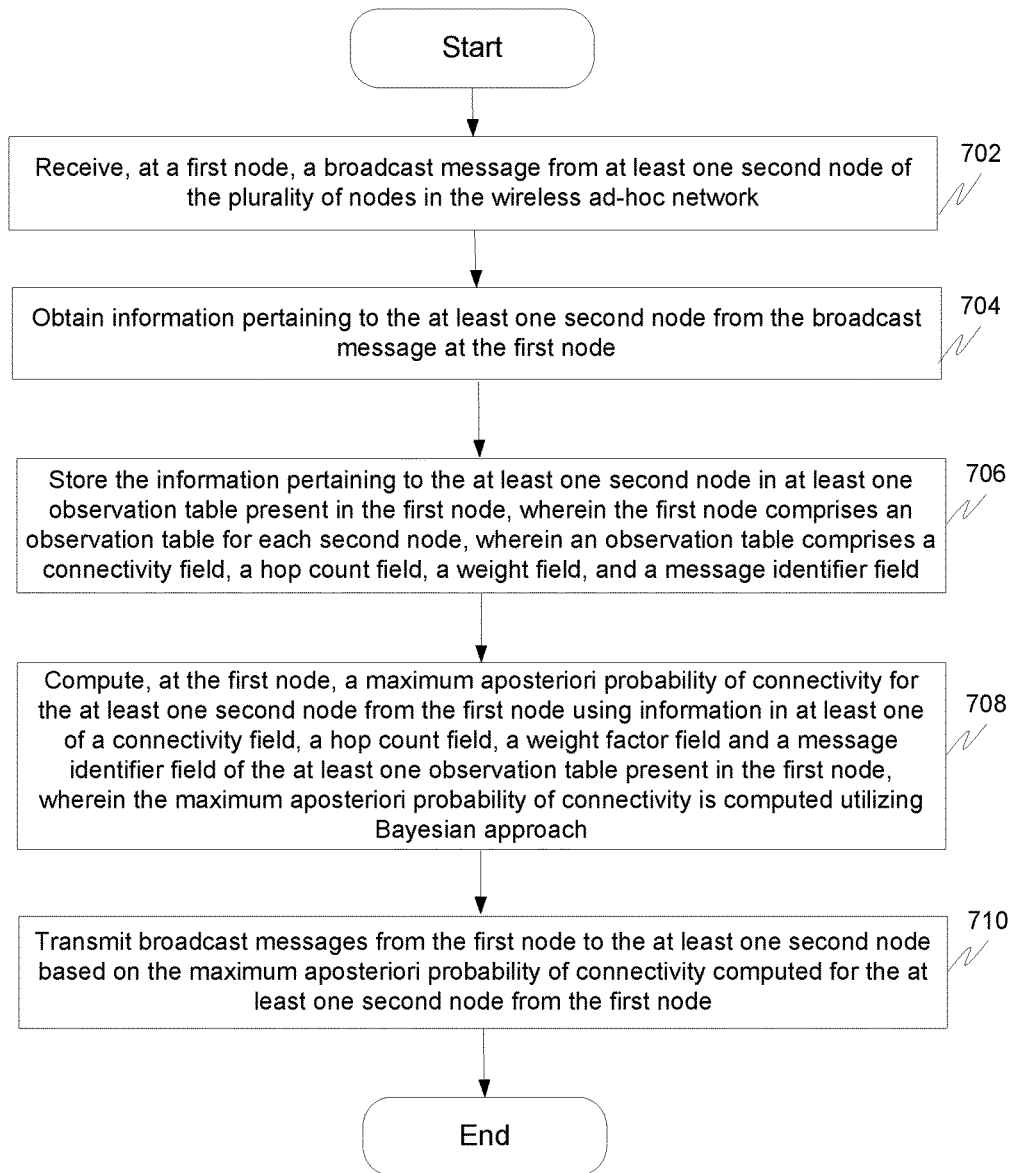 Start
Receive, at a first node, a broadcast message from at least one second node of
the plurality of nodes in the wireless ad-hoc network
702
Obtain information pertaining to the at least one second node from the broadcast
message at the first node
704
Store the information pertaining to the at least one second node in at least one
observation table present in the first node, wherein the first node comprises an
observation table for each second node, wherein an observation table comprises a
connectivity field, a hop count field, a weight field, and a message identifier field
706
Compute, at the first node, a maximum aposteriori probability of connectivity for
the at least one second node from the first node using information in at least one
of a connectivity field, a hop count field, a weight factor field and a message
identifier field of the at least one observation table present in the first node,
wherein the maximum aposteriori probability of connectivity is computed utilizing
Bayesian approach
708
Transmit broadcast messages from the first node to the at least one second node
based on the maximum aposteriori probability of connectivity computed for the at
least one second node from the first node
710
End